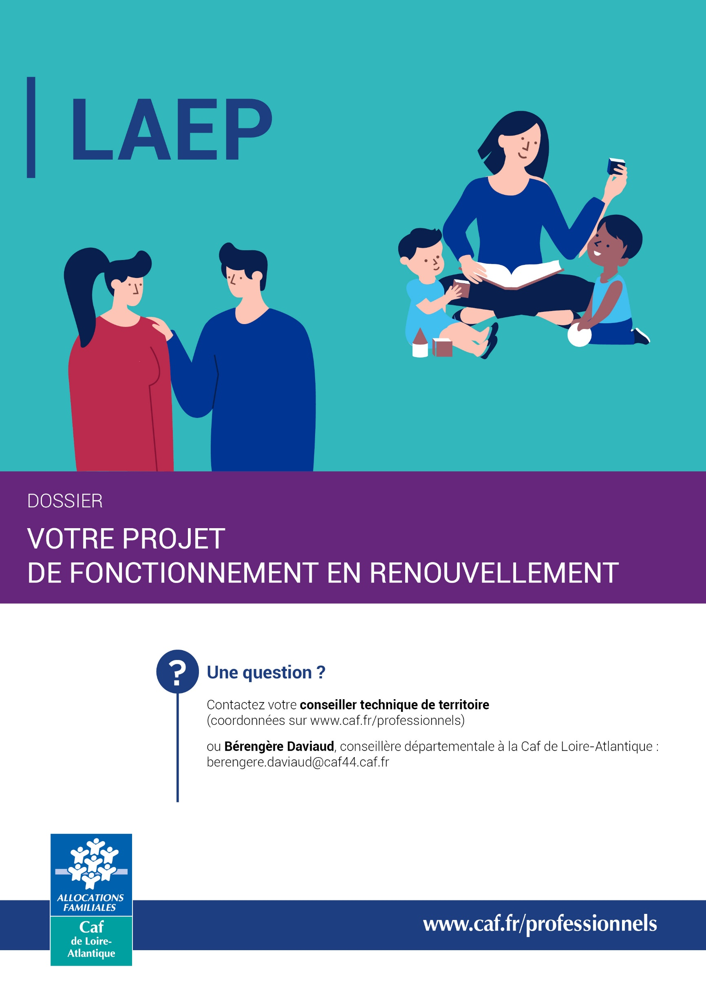 LAEP
DOSSIER
VOTRE PROJET
DE FONCTIONNEMENT EN RENOUVELLEMENT
?
Une question ?
Contactez votre conseiller technique de territoire
(coordonnées sur www.caf.fr/professionnels)
ou Bérengère Daviaud, conseillère départementale à la Caf de Loire-Atlantique :
berengere.daviaud@caf44.caf.fr
ALLOCATIONS
FAMILIALES
Caf
de Loire-
Atlantique
www.caf.fr/professionnels